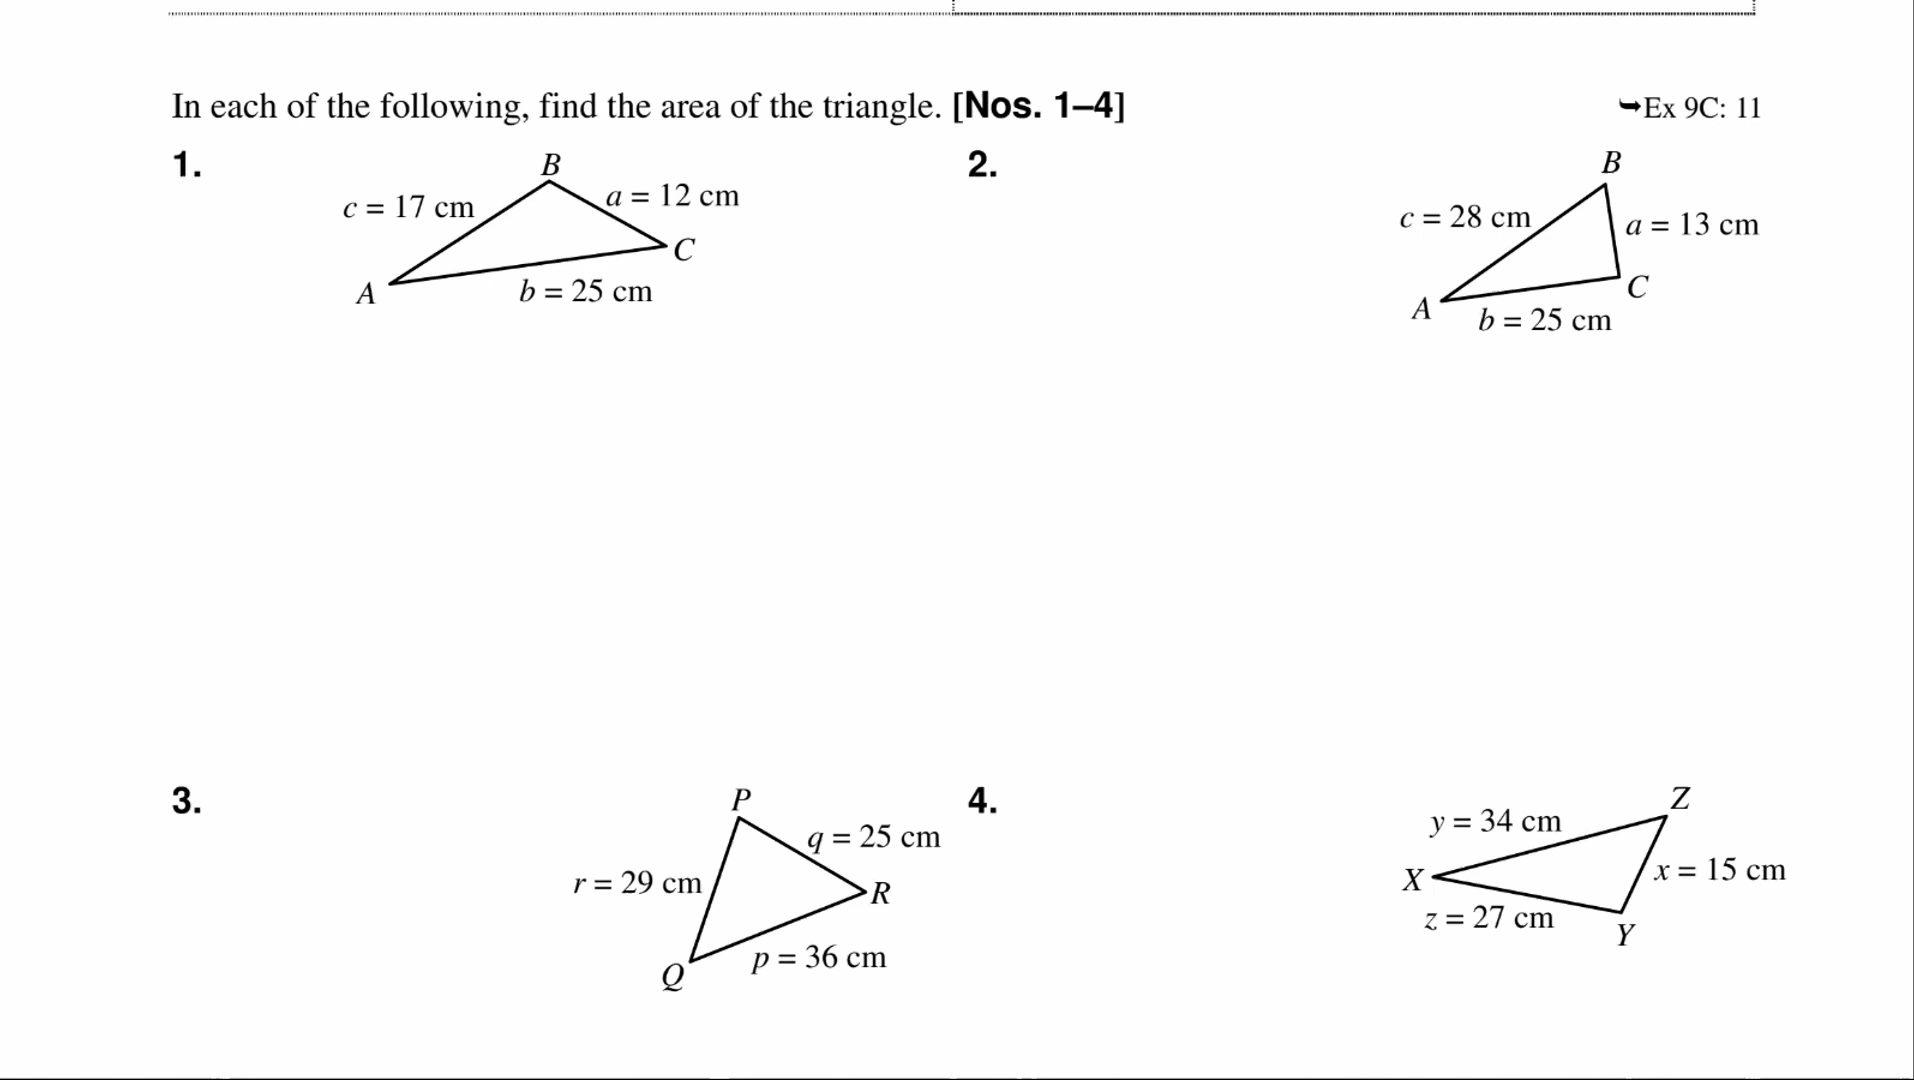 In each of the following, find the area of the triangle. [Nos. 1–4]
➥Ex 9C: 11
1.
B
c = 17 cm
a = 12 cm
C
A
b = 25 cm
2.
B
c = 28 cm
a = 13 cm
C
A
b = 25 cm
3.
P
q = 25 cm
r = 29 cm
R
p = 36 cm
Q
4.
Z
y = 34 cm
X
x = 15 cm
z = 27 cm
Y